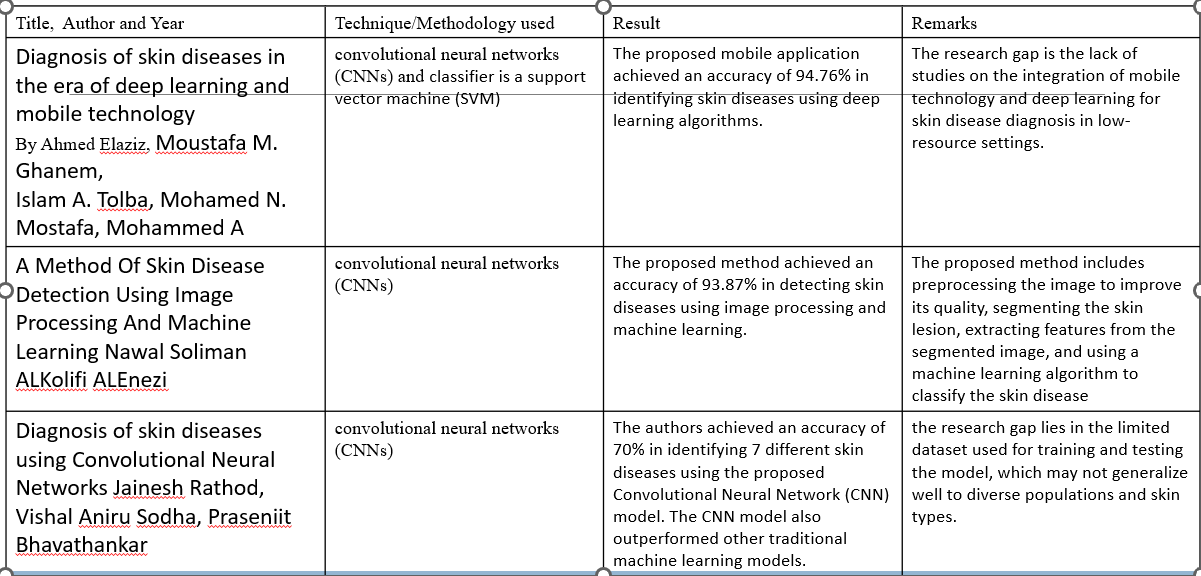 Title, Author and Year
Technique/Methodology used
Result
Remarks
Diagnosis of skin diseases in
the era of deep learning and
mobile technology
By Ahmed Elaziz, Moustafa M.
Ghanem,
Islam A. Tolba, Mohamed N.
Mostafa, Mohammed A
convolutional neural networks
(CNNs) and classifier is a support
vector machine (SVM)
The proposed mobile application
achieved an accuracy of 94.76% in
identifying skin diseases using deep
learning algorithms.
The research gap is the lack of
studies on the integration of mobile
technology and deep learning for
skin disease diagnosis in low-
resource settings.
A Method Of Skin Disease
Detection Using Image
Processing And Machine
Learning Nawal Soliman
ALKolifi ALEnezi
convolutional neural networks
(CNNs)
The proposed method achieved an
accuracy of 93.87% in detecting skin
diseases using image processing and
machine learning.
The proposed method includes
preprocessing the image to improve
its quality, segmenting the skin
lesion, extracting features from the
segmented image, and using a
machine learning algorithm to
classify the skin disease
Diagnosis of skin diseases
using Convolutional Neural
Networks Jainesh Rathod,
Vishal Aniru Sodha, Praseniit
Bhavathankar
convolutional neural networks
(CNNs)
The authors achieved an accuracy of
70% in identifying 7 different skin
diseases using the proposed
Convolutional Neural Network (CNN)
model. The CNN model also
outperformed other traditional
machine learning models.
the research gap lies in the limited
dataset used for training and testing
the model, which may not generalize
well to diverse populations and skin
types.